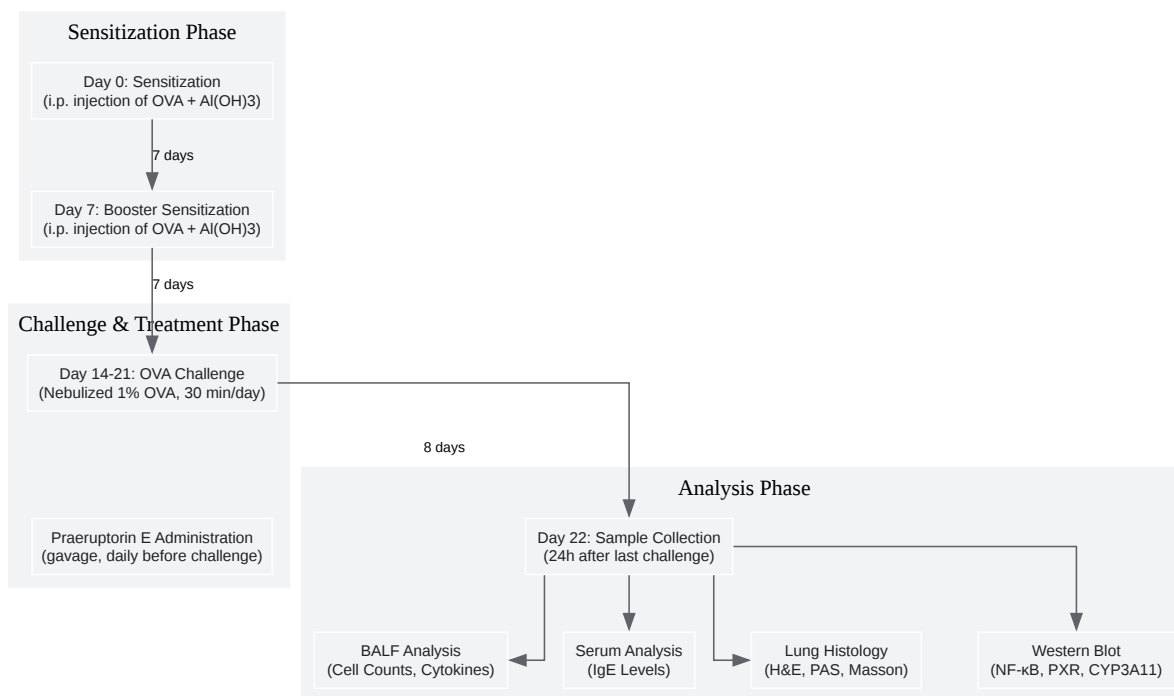 Sensitization Phase
Day 0: Sensitization
(i.p. injection of OVA + Al(OH)3)
7 days
Day 7: Booster Sensitization
(i.p. injection of OVA + Al(OH)3)
7 days
Challenge & Treatment Phase
Day 14-21: OVA Challenge
(Nebulized 1% OVA, 30 min/day)
8 days
Praeruptorin E Administration
(gavage, daily before challenge)
Analysis Phase
Day 22: Sample Collection
(24h after last challenge)
BALF Analysis
(Cell Counts, Cytokines)
Serum Analysis
(IgE Levels)
Lung Histology
(H&E, PAS, Masson)
Western Blot
(NF-κB, PXR, CYP3A11)